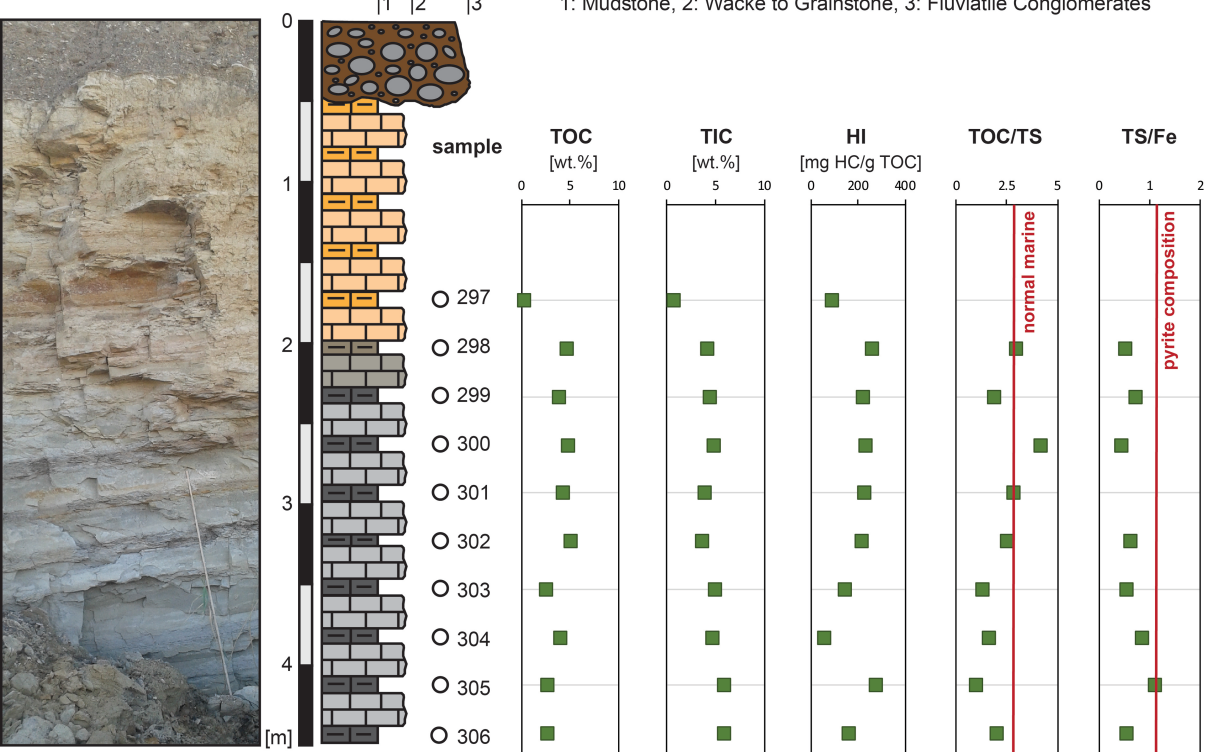 |1 |2 |3 1: Mudstone, 2: Wacke to Grainstone, 3: Fluviatile Conglomerates
0
1
2
3
4
[m]
sample
TOC TIC HI TOC/TS TS/Fe
[wt.%] [wt.%] [mg HC/g TOC]
0 5 10 0 5 10 0 200 400 0 2.5 5 0 1 2
normal marine
pyrite composition
297
298
299
300
301
302
303
304
305
306